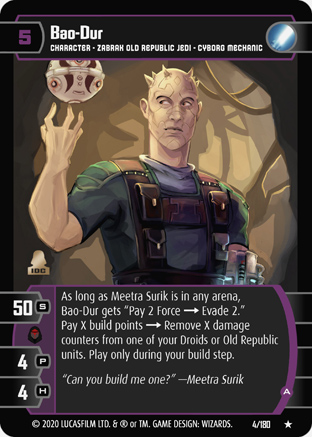 5
Bao-Dur
CHARACTER • ZABRAK OLD REPUBLIC JEDI • CYBORG MECHANIC
IDC
50 S
4 P
4 H
As long as Meetra Surik is in any arena,
Bao-Dur gets “Pay 2 Force → Evade 2.”
Pay X build points → Remove X damage
counters from one of your Droids or Old Republic
units. Play only during your build step.
“Can you build me one?” —Meetra Surik
A
© 2020 LUCASFILM LTD. & ® or TM. GAME DESIGN: WIZARDS.
4/180